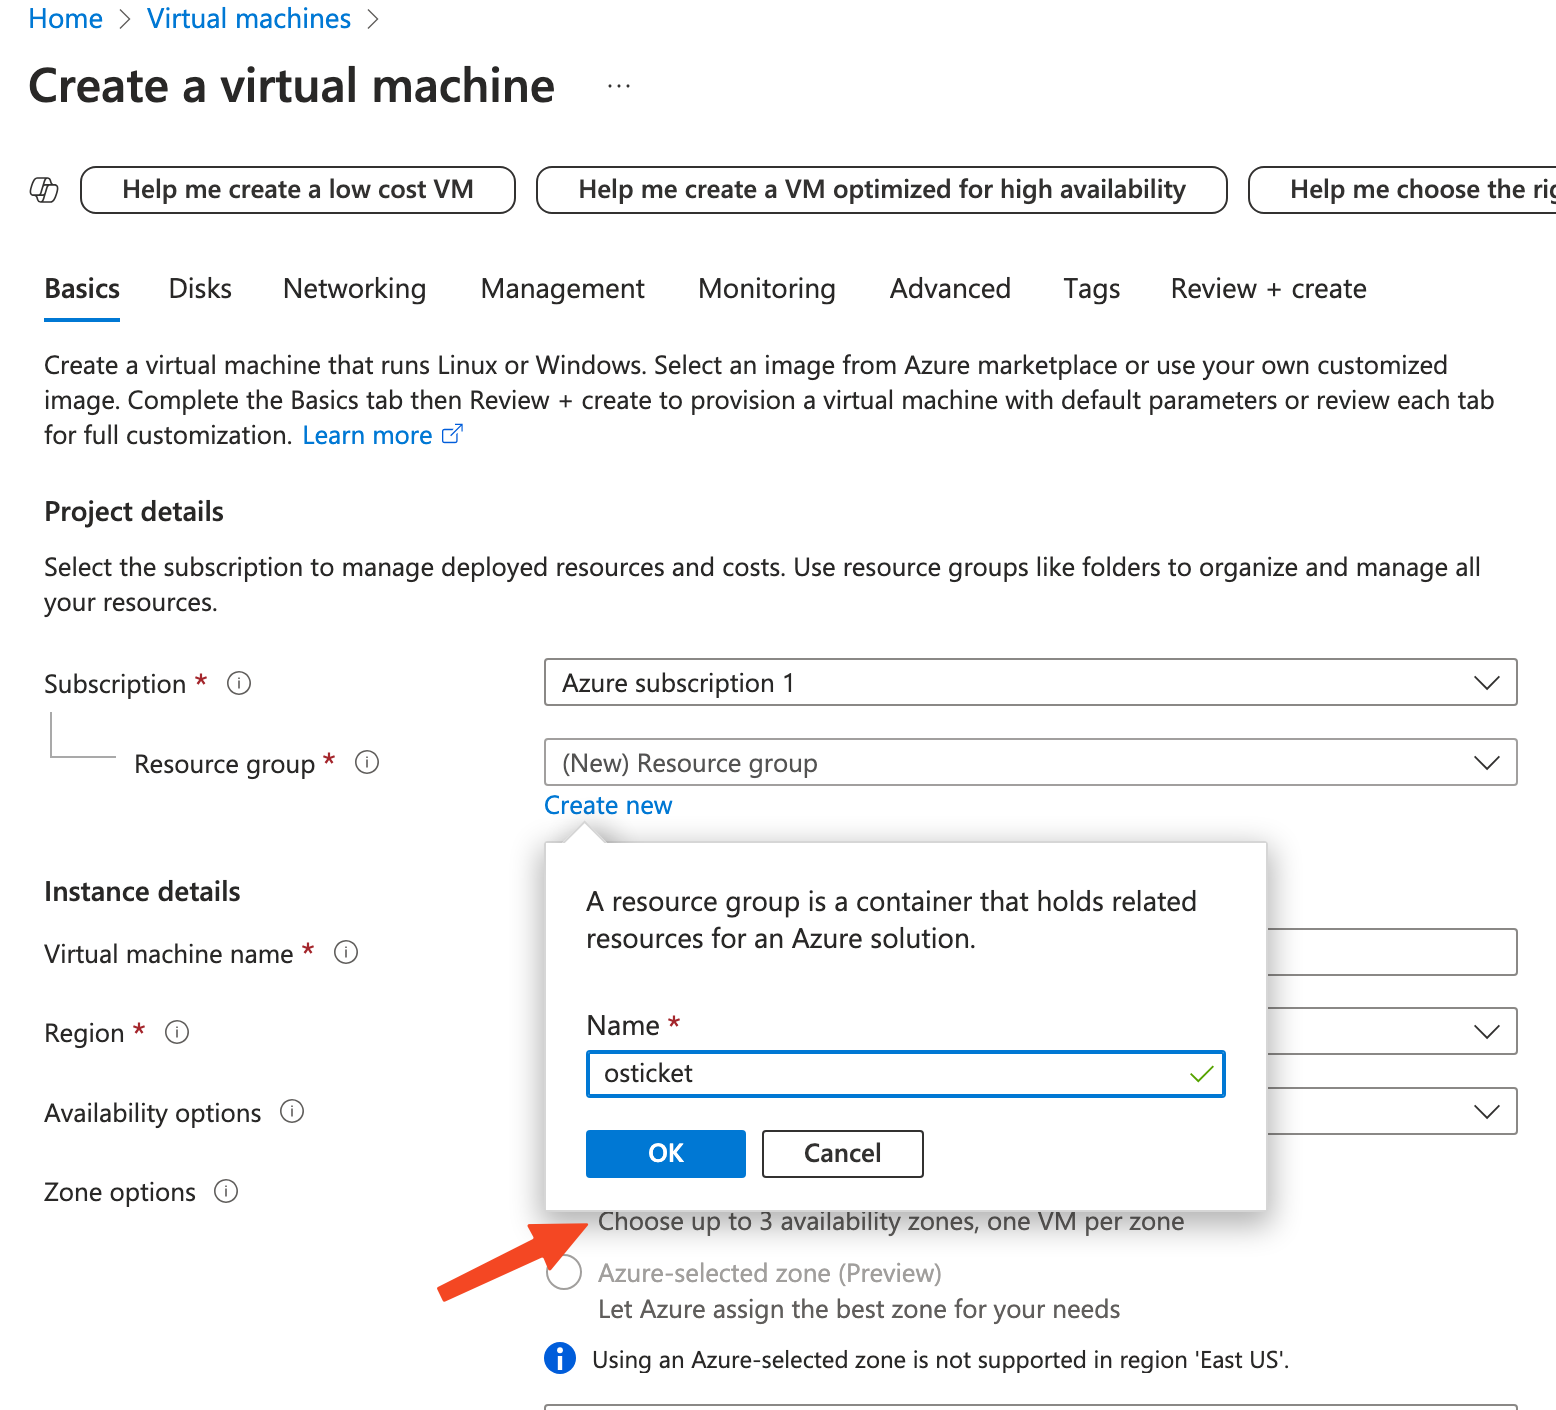 Home > Virtual machines >
Create a virtual machine ...
Help me create a low cost VM
Help me create a VM optimized for high availability
Help me choose the
Basics Disks Networking Management Monitoring Advanced Tags Review + create
Create a virtual machine that runs Linux or Windows. Select an image from Azure marketplace or use your own customized
image. Complete the Basics tab then Review + create to provision a virtual machine with default parameters or review each tab
for full customization. Learn more
Project details
Select the subscription to manage deployed resources and costs. Use resource groups like folders to organize and manage all
your resources.
Subscription *
Azure subscription 1
Resource group *
(New) Resource group
Create new
A resource group is a container that holds related
resources for an Azure solution.
Name *
osticket
OK
Cancel
Instance details
Virtual machine name *
Region *
Availability options
Zone options
Choose up to 3 availability zones, one VM per zone
Azure-selected zone (Preview)
Let Azure assign the best zone for your needs
Using an Azure-selected zone is not supported in region 'East US'.